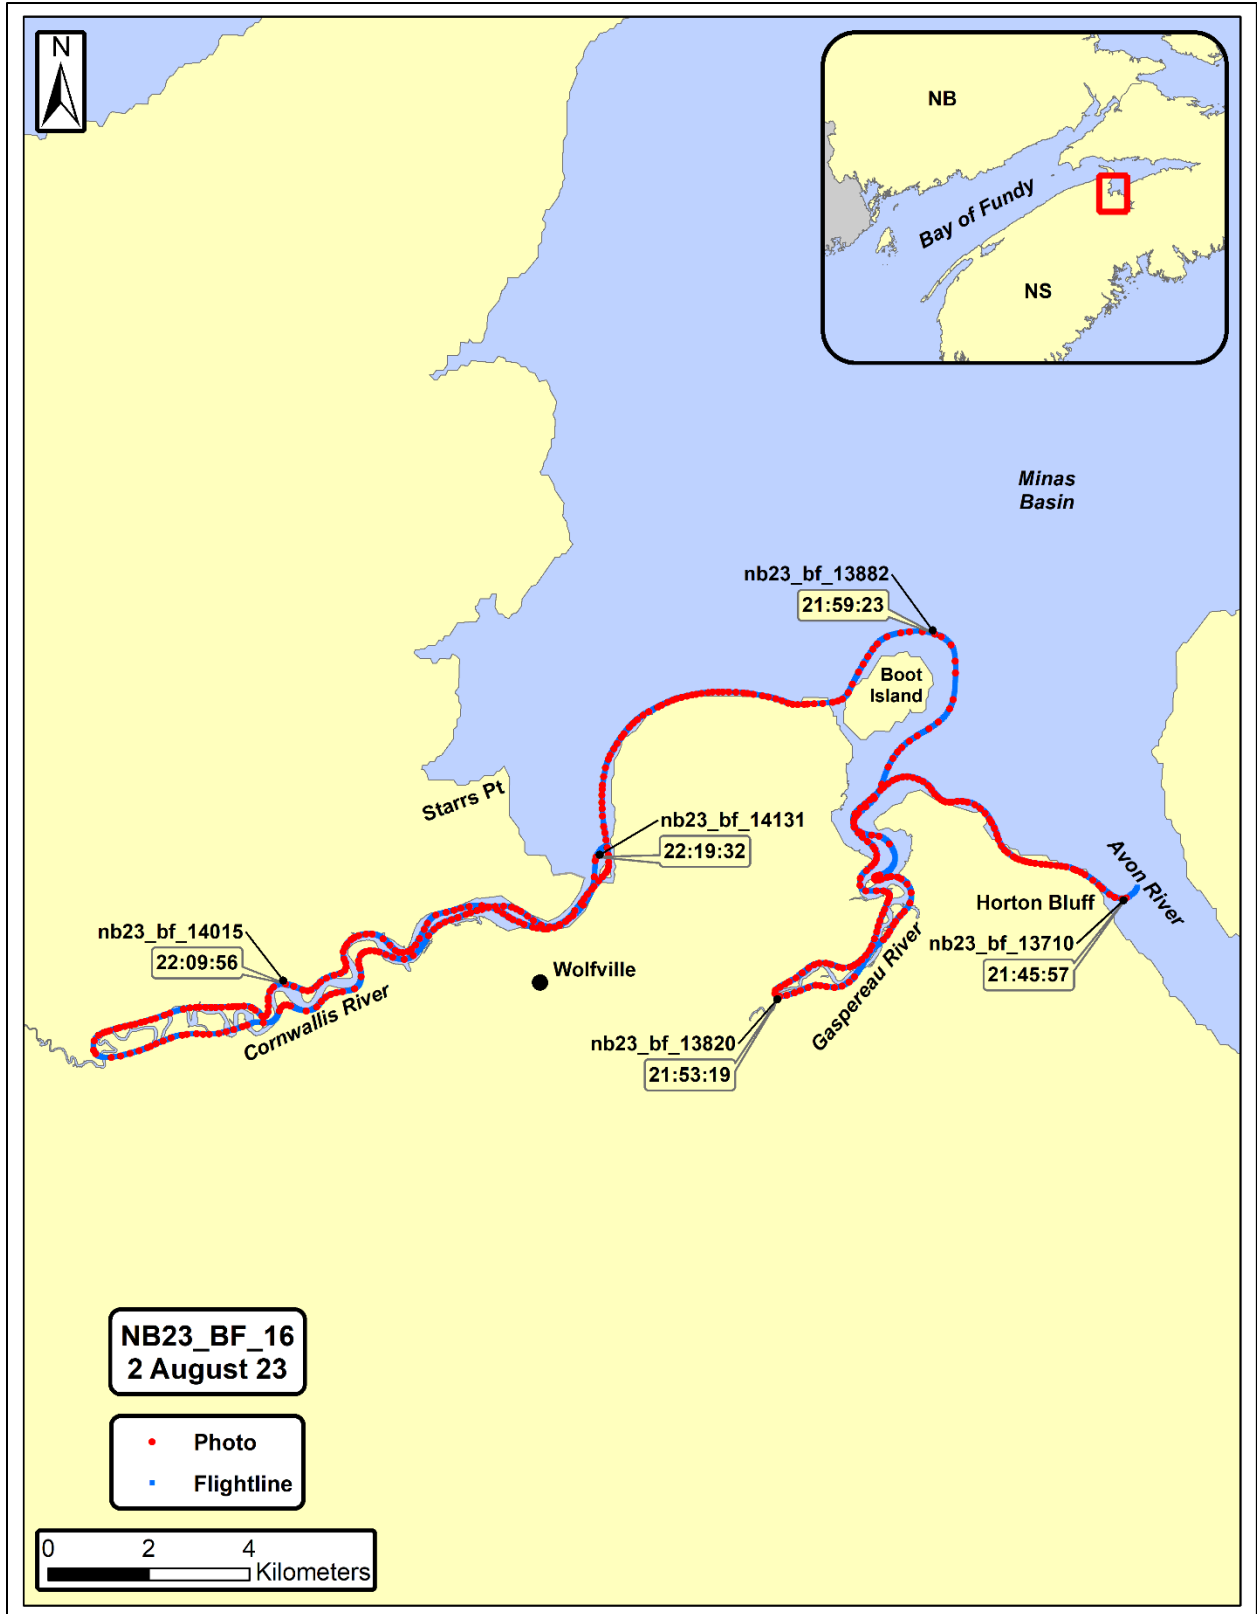 N
NB
Bay of Fundy
NS
Minas
Basin
nb23_bf_13882
21:59:23
Boot
Island
Starrs Pt
nb23_bf_14131
22:19:32
Avon River
Horton Bluff
nb23_bf_13710
21:45:57
nb23_bf_14015
22:09:56
Wolfville
Cornwallis River
Gaspereau River
nb23_bf_13820
21:53:19
NB23_BF_16
2 August 23
Photo
Flightline
0 2 4
Kilometers